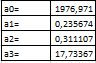 a0= 1976,971
a1= 0,235674
a2= 0,311107
a3= 17,73367